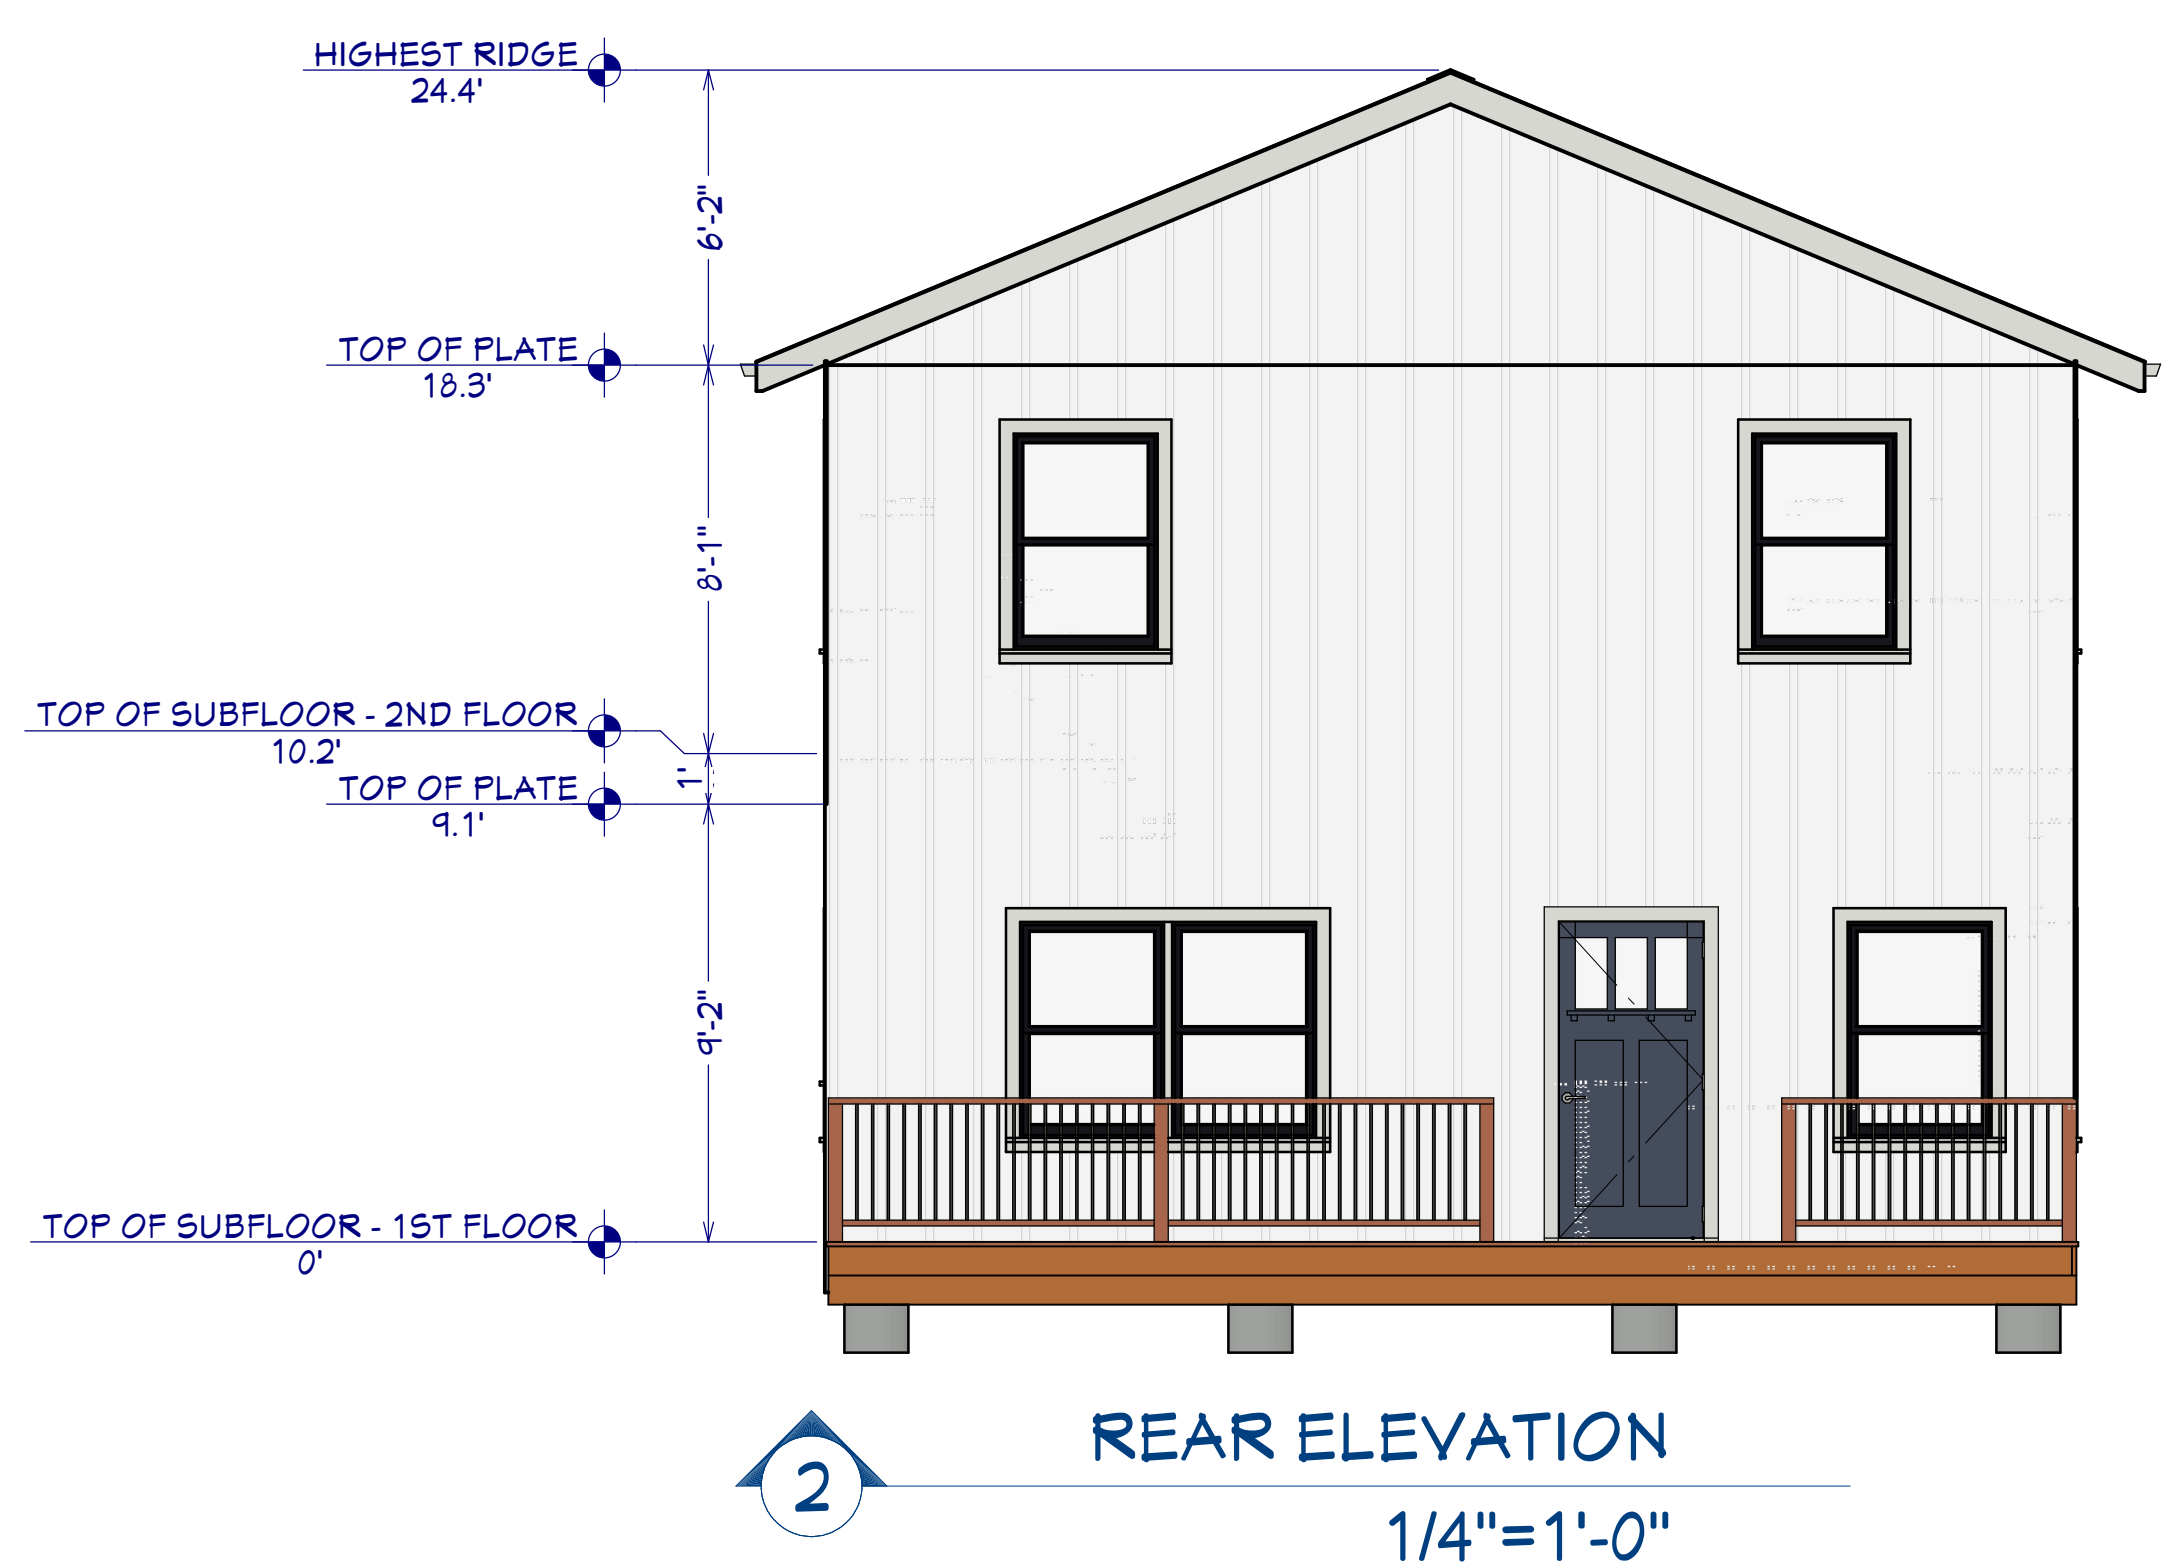 HIGHEST RIDGE
24.4'
6'-2"
TOP OF PLATE
18.3'
8'-1"
TOP OF SUBFLOOR - 2ND FLOOR
10.2'
1'
TOP OF PLATE
9.1'
9'-2"
TOP OF SUBFLOOR - 1ST FLOOR
0'
2
REAR ELEVATION
1/4"=1'-0"